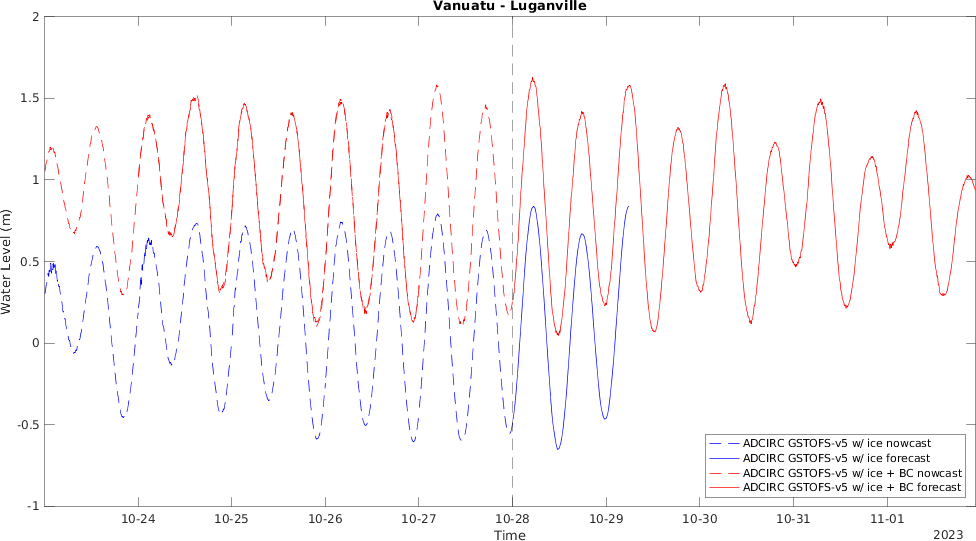 Vanuatu - Luganville
2
1.5
1
0.5
0
-0.5
-1
Water Level (m)
ADCIRC GSTOFS-v5 w/ ice nowcast
ADCIRC GSTOFS-v5 w/ ice forecast
ADCIRC GSTOFS-v5 w/ ice + BC nowcast
ADCIRC GSTOFS-v5 w/ ice + BC forecast
10-24 10-25 10-26 10-27 10-28 10-29 10-30 10-31 11-01
Time
2023